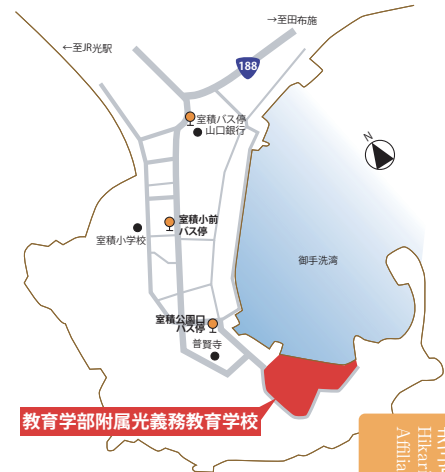 →至田布施
←至JR光駅
188
室積バス停
山口銀行
N
室積小前
バス停
室積小学校
御手洗湾
室積公園口
バス停
普賢寺
教育学部附属光義務教育学校
Hikari
Affilia